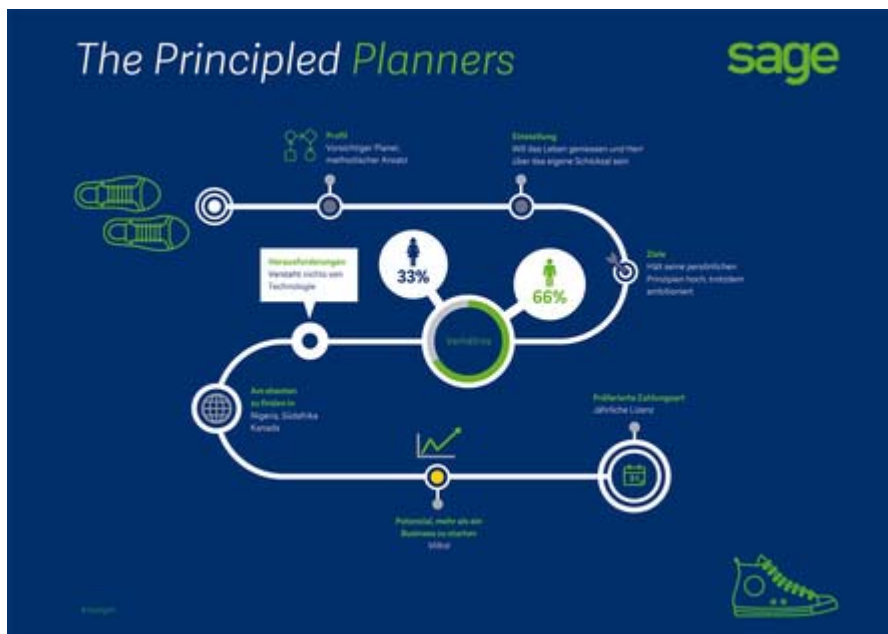 The Principled Planners
sage
Profil
Vorsichtiger Planer,
methodischer Ansatz
Einstellung
Will das Leben geniessen und Herr
über das eigene Schicksal sein
Ziele
Hält seine persönlichen
Prinzipien hoch, trotzdem
ambitioniert
Herausforderungen
Versteht nichts von
Technologie
33%
66%
Verhältnis
Am ehesten
zu finden in
Nigeria, Südafrika
Kanada
Präferierte Zahlungsart
Jährliche Lizenz
31
Potenzial, mehr als ein
Business zu starten